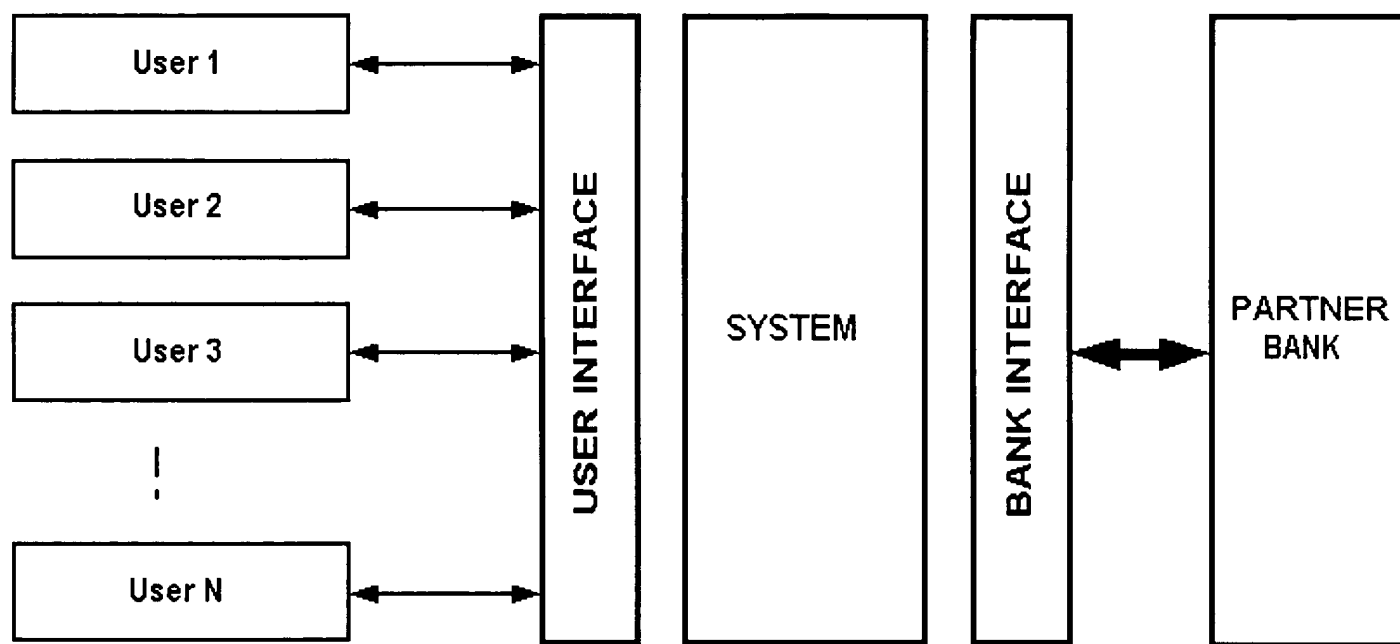 User 1
User 2
User 3
User N
USER INTERFACE
SYSTEM
BANK INTERFACE
PARTNER
BANK